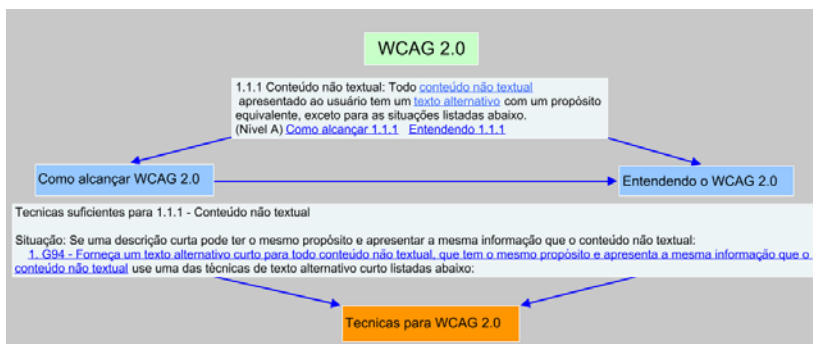 WCAG 2.0
1.1.1 Conteúdo não textual: Todo conteúdo não textual
apresentado ao usuário tem um texto alternativo com um propósito
equivalente, exceto para as situações listadas abaixo.
(Nível A) Como alcançar 1.1.1 Entendendo 1.1.1
Como alcançar WCAG 2.0
Entendendo o WCAG 2.0
Tecnicas suficientes para 1.1.1 - Conteúdo não textual
Situação: Se uma descrição curta pode ter o mesmo propósito e apresentar a mesma informação que o conteúdo não textual:
1. G94 - Forneça um texto alternativo curto para todo conteúdo não textual, que tem o mesmo propósito e apresenta a mesma informação que o
conteúdo não textual use uma das técnicas de texto alternativo curto listadas abaixo:
Tecnicas para WCAG 2.0